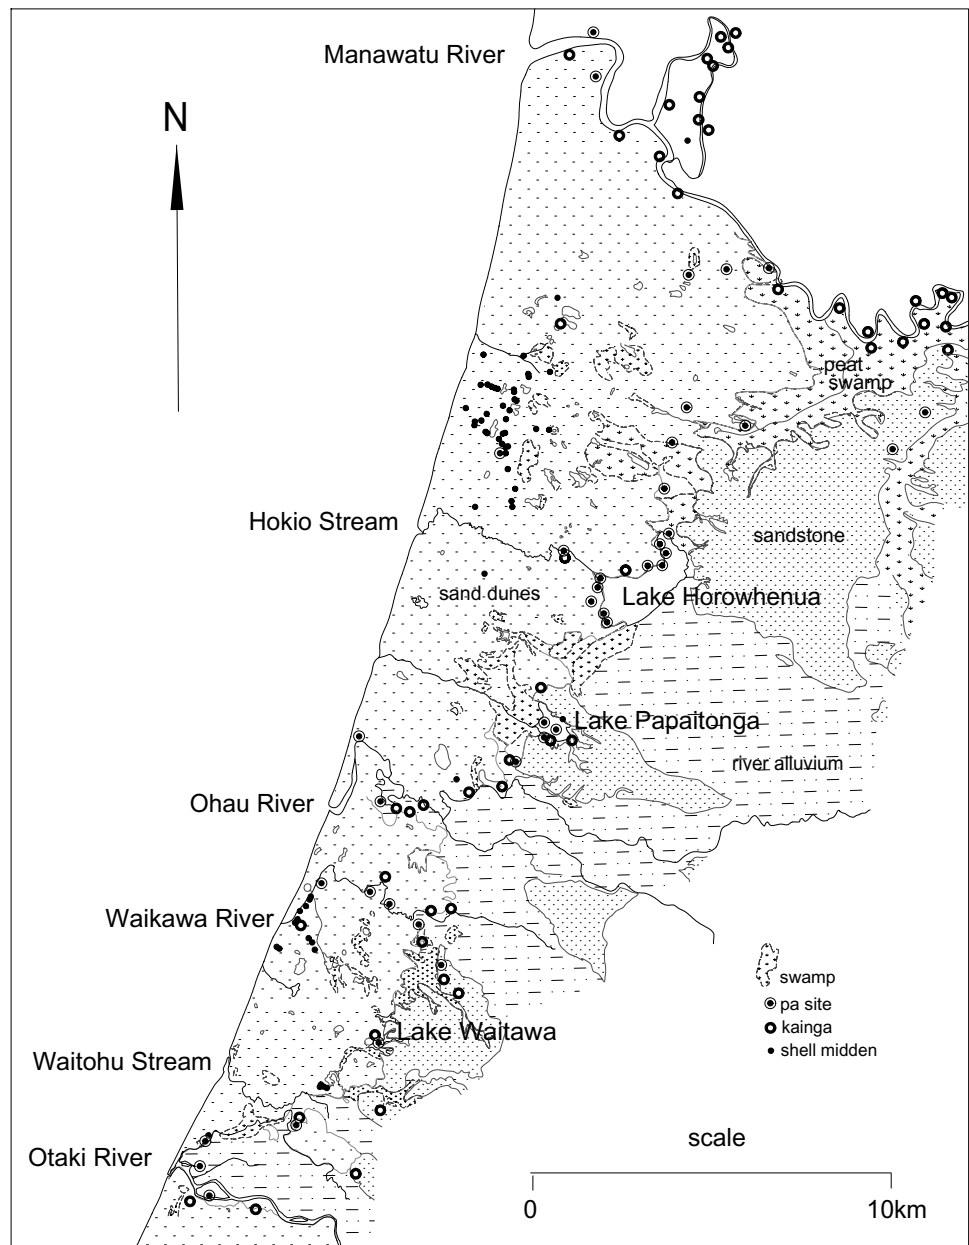 Manawatu River
N
peat
swamp
Hokio Stream
sandstone
sand dunes
Lake Horowhenua
Lake Papaitonga
river alluvium
Ohau River
Waikawa River
swamp
pa site
kainga
shell midden
Lake Waitawa
Waitohu Stream
scale
Otaki River
0
10km